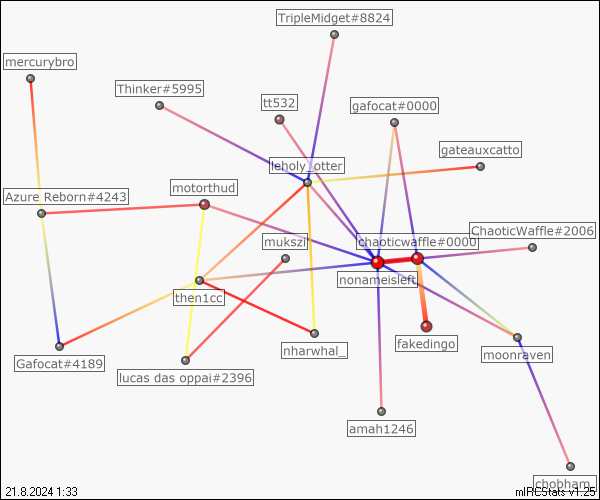 TripleMidget#8824
mercurybro
Thinker#5995
tt532
gafocat#0000
gateauxcatto
leholy_otter
motorthud
Azure Reborn#4243
ChaoticWaffle#2006
mukszi
chaoticwaffle#0000
nonameisleft
then1cc
fakedingo
nharwhal_
moonraven
Gafocat#4189
lucas das oppai#2396
amah1246
chobham_
21.8.2024 1:33
mIRCStats v1.25